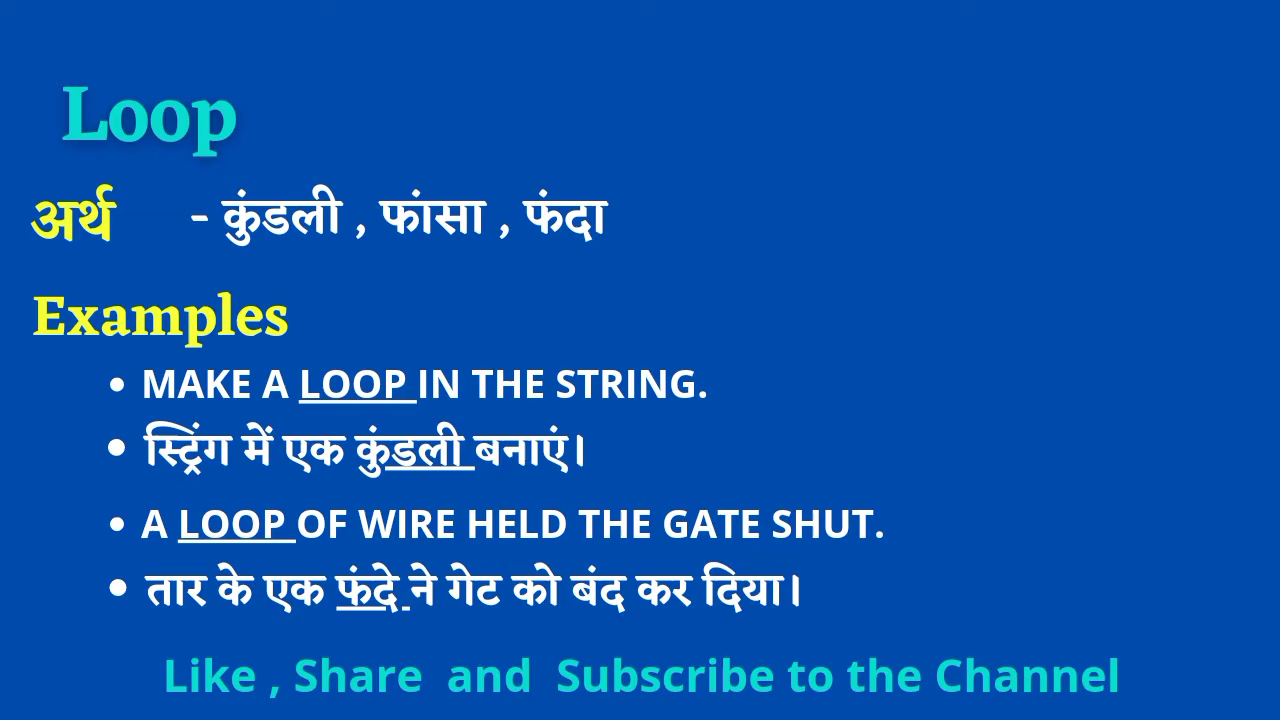 Loop
अर्थ - कुंडली , फांसा , फंदा
Examples
MAKE A LOOP IN THE STRING.
स्ट्रिंग में एक कुंडली बनाएं।
A LOOP OF WIRE HELD THE GATE SHUT.
तार के एक फंदे ने गेट को बंद कर दिया।
Like , Share and Subscribe to the Channel